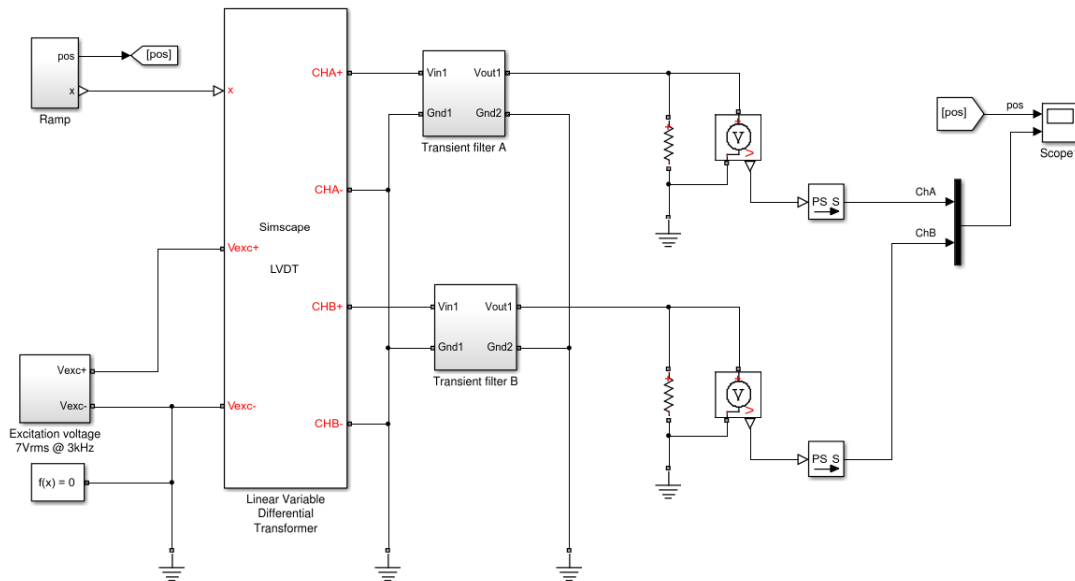 pos
x
Ramp
[pos]
x
Vexc+
Vexc-
Simscape
LVDT
CHA+
CHA-
CHB+
CHB-
Linear Variable
Differential
Transformer
Vexc+
Vexc-
Excitation voltage
7Vrms @ 3kHz
f(x) = 0
Vin1
Vout1
Gnd1
Gnd2
Transient filter A
Vin1
Vout1
Gnd1
Gnd2
Transient filter B
+
+
V
V
PS S
+
+
V
V
PS S
ChA
ChB
[pos]
pos
Scope1